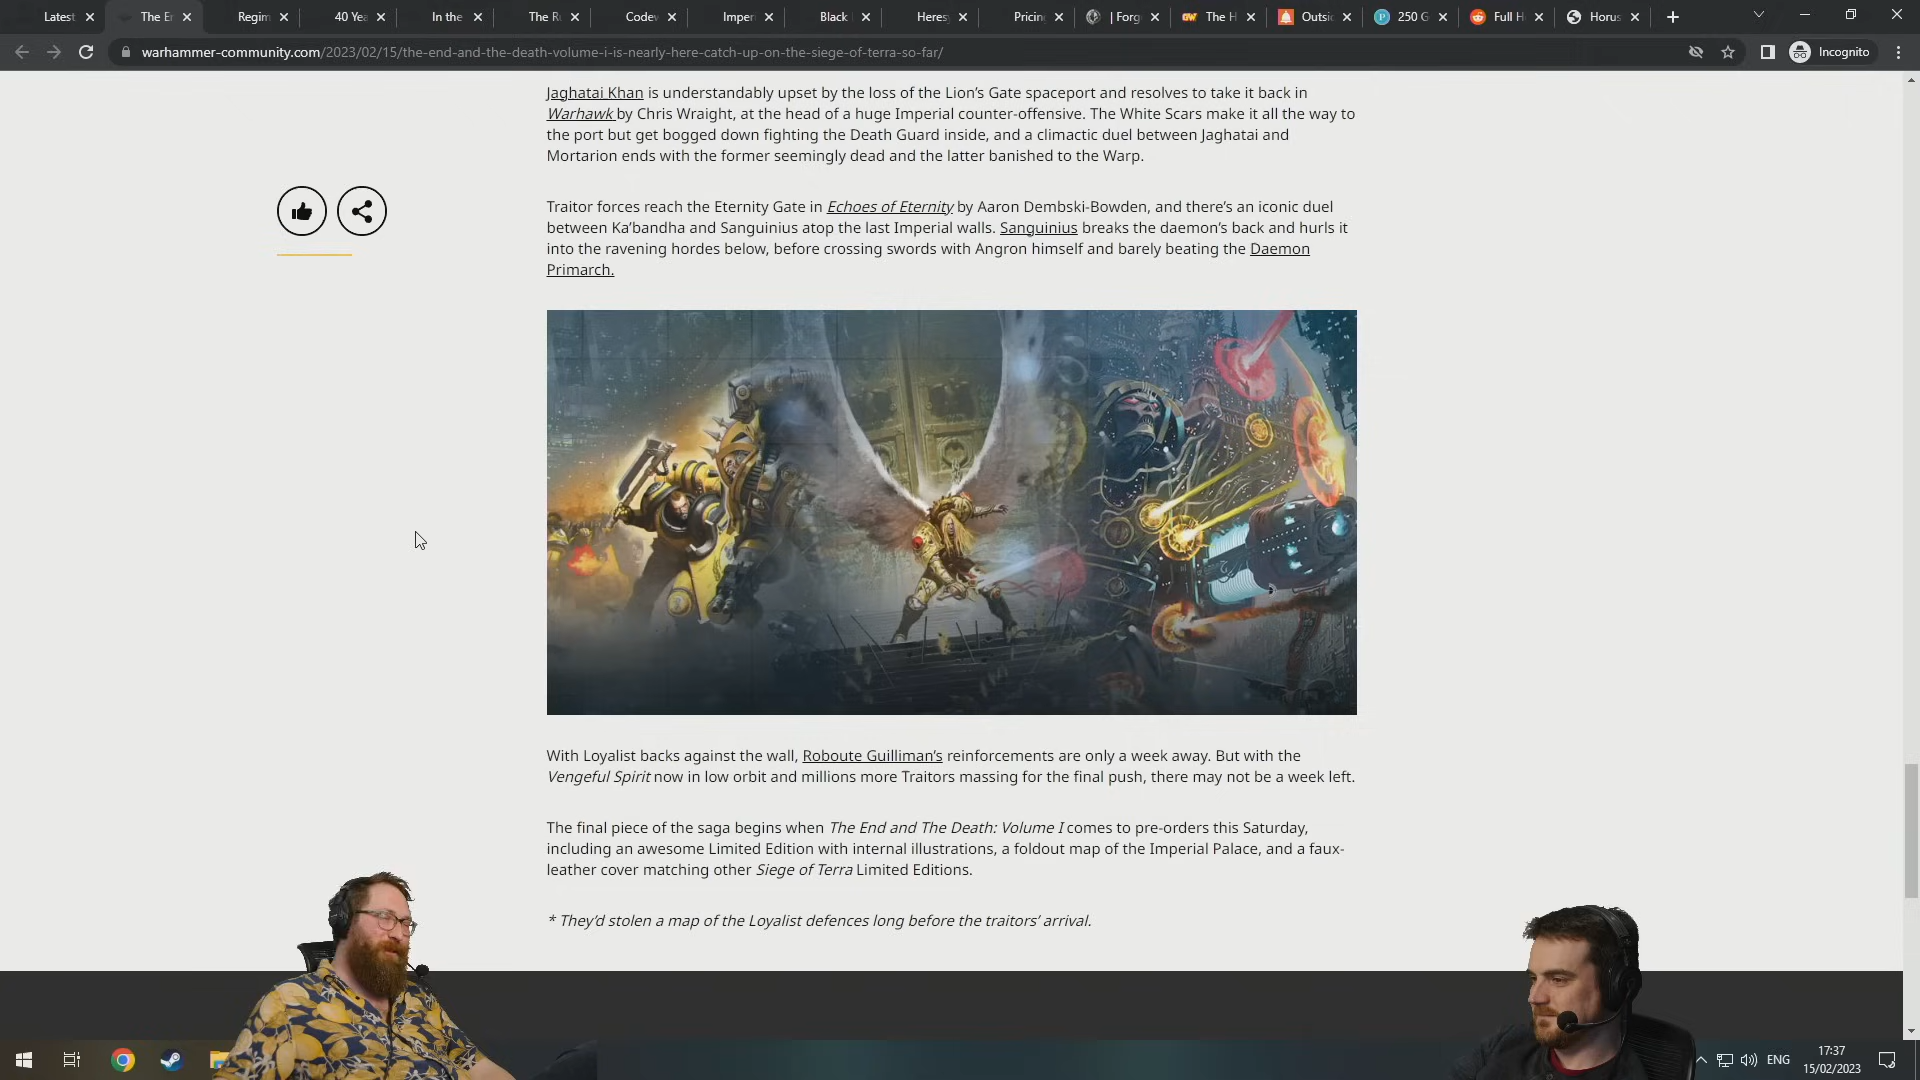 Latest
The Er
Regim
40 Yea
In the
The Ru
Codew
Imper
Black
Heres
Pricing
| Forg
GW The H
Outsid
P 250 G
Full H
Horus
warhammer-community.com/2023/02/15/the-end-and-the-death-volume-i-is-nearly-here-catch-up-on-the-siege-of-terra-so-far/
Incognito
Jaghatai Khan is understandably upset by the loss of the Lion's Gate spaceport and resolves to take it back in
Warhawk by Chris Wraight, at the head of a huge Imperial counter-offensive. The White Scars make it all the way to
the port but get bogged down fighting the Death Guard inside, and a climactic duel between Jaghatai and
Mortarion ends with the former seemingly dead and the latter banished to the Warp.
Traitor forces reach the Eternity Gate in Echoes of Eternity by Aaron Dembski-Bowden, and there's an iconic duel
between Ka'bandha and Sanguinius atop the last Imperial walls. Sanguinius breaks the daemon's back and hurls it
into the ravening hordes below, before crossing swords with Angron himself and barely beating the Daemon
Primarch.
With Loyalist backs against the wall, Roboute Guilliman's reinforcements are only a week away. But with the
Vengeful Spirit now in low orbit and millions more Traitors massing for the final push, there may not be a week left.
The final piece of the saga begins when The End and The Death: Volume I comes to pre-orders this Saturday,
including an awesome Limited Edition with internal illustrations, a foldout map of the Imperial Palace, and a faux-
leather cover matching other Siege of Terra Limited Editions.
* They'd stolen a map of the Loyalist defences long before the traitors' arrival.
ENG
17:37
15/02/2023